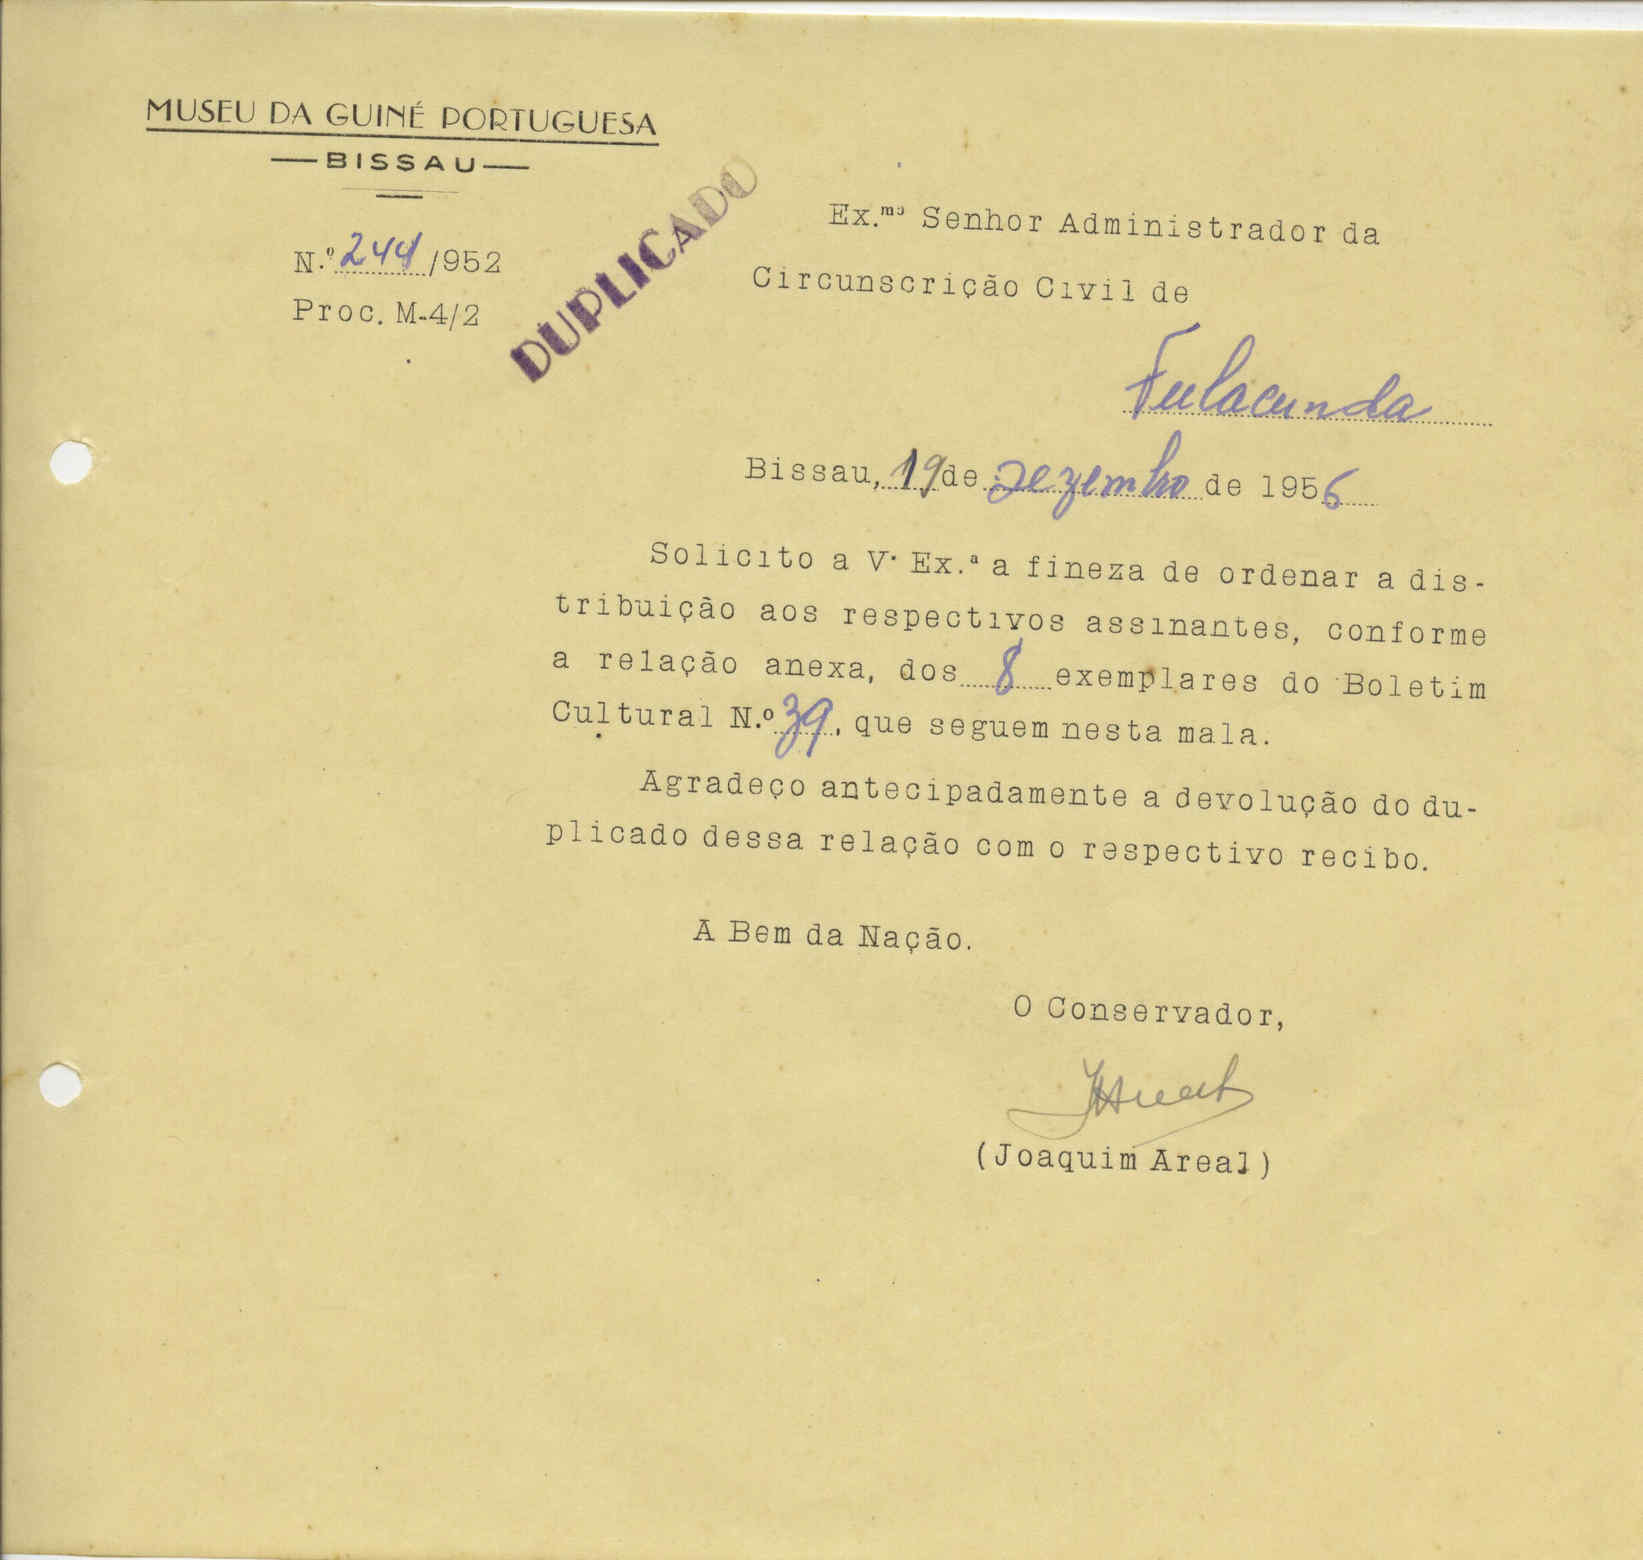 MUSEU DA GUINÉ PORTUGUESA
—BISSAU—
N.º 244/952
Proc. M-4/2
DUPLICADO
Ex.mo Senhor Administrador da
Circunscrição Civil de
Fulacunda
Bissau, 19 de Dezembro de 1956
Solicito a V. Ex.ª a fineza de ordenar a dis-
tribuição aos respectivos assinantes, conforme
a relação anexa, dos 8 exemplares do Boletim
Cultural N.º 39, que seguem nesta mala.
Agradeço antecipadamente a devolução do du-
plicado dessa relação com o respectivo recibo.
A Bem da Nação.
O Conservador,
JAreal
(Joaquim Areal)